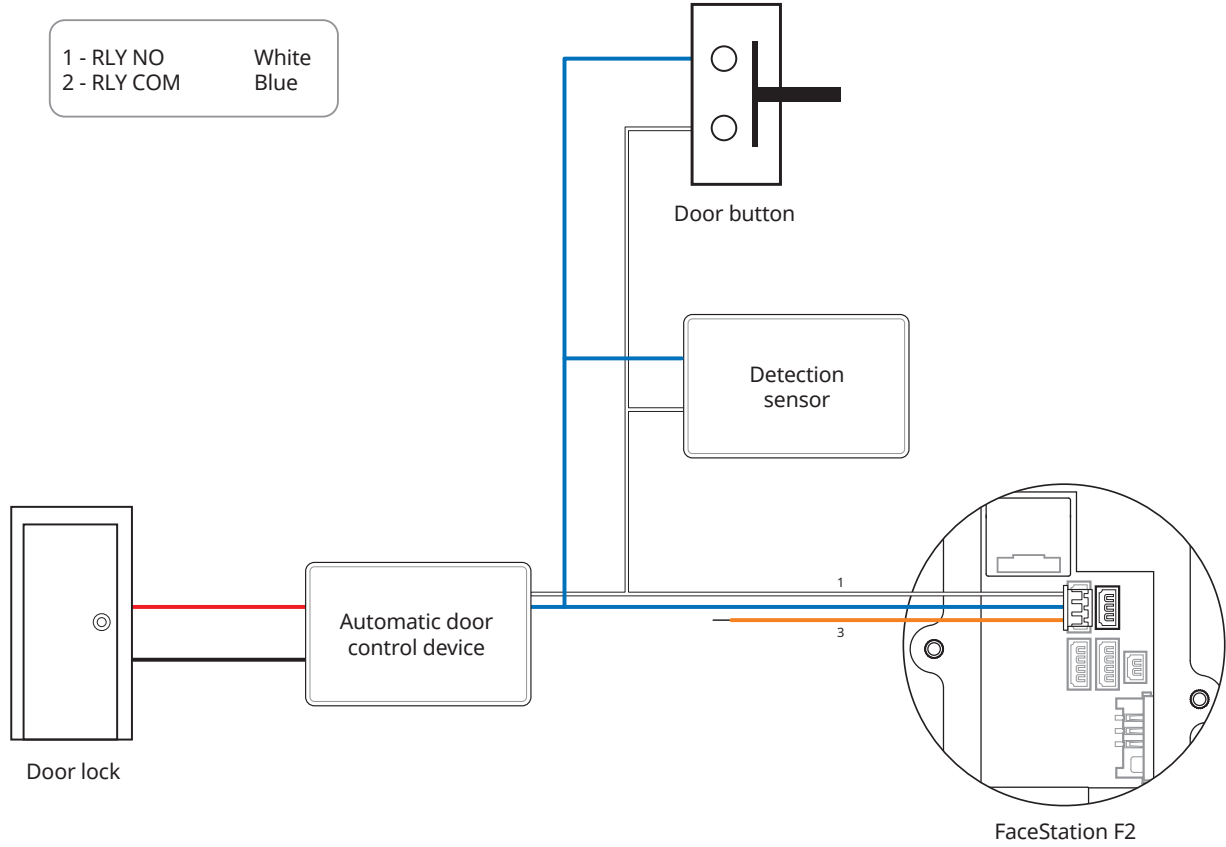 1 - RLY NO White
2 - RLY COM Blue
Door button
Detection
sensor
1
3
Automatic door
control device
Door lock
FaceStation F2